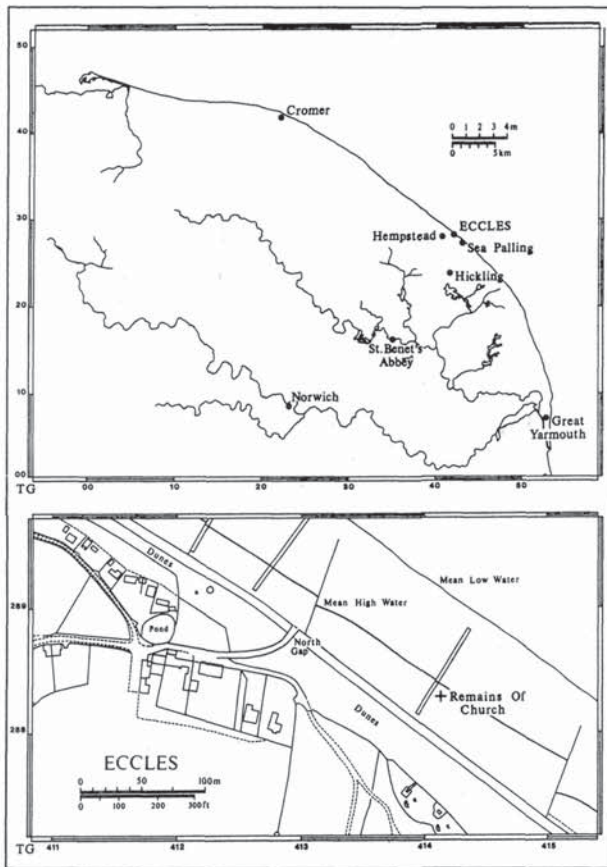 50
40
30
20
10
00
TG
00
10
20
30
40
50
Cromer
0 1 2 3 4m
0 5km
ECCLES
Hempstead
Sea Palling
Hickling
St. Benet's
Abbey
Norwich
Great
Yarmouth
Dunes
Mean Low Water
289
Mean High Water
Pond
North
Gap
Remains Of
Church
Dunes
288
ECCLES
0 50 100m
0 100 200 300ft
TG
411
412
413
414
415